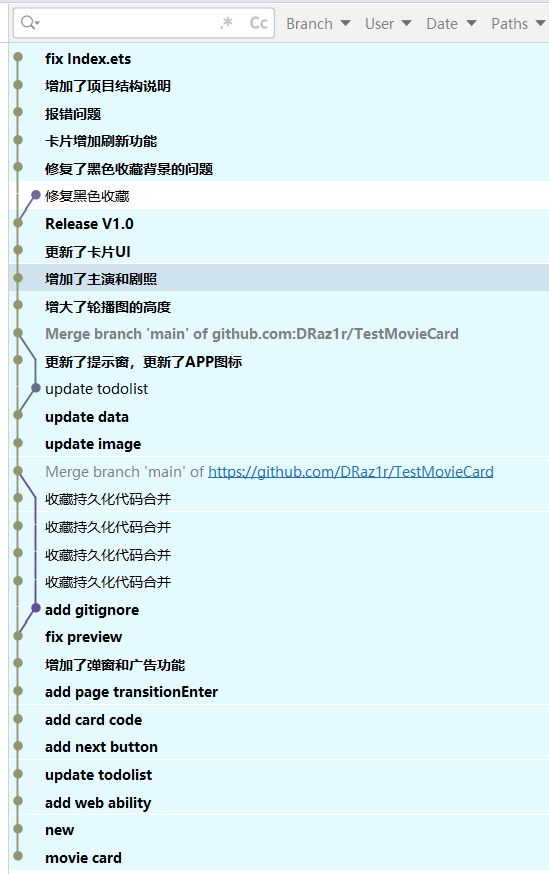 .* Cc Branch User Date Paths
fix Index.ets
增加了项目结构说明
报错问题
卡片增加刷新功能
修复了黑色收藏背景的问题
修复黑色收藏
Release V1.0
更新了卡片UI
增加了主演和剧照
增大了轮播图的高度
Merge branch 'main' of github.com:DRaz1r/TestMovieCard
更新了提示窗，更新了APP图标
update todolist
update data
update image
Merge branch 'main' of https://github.com/DRaz1r/TestMovieCard
收藏持久化代码合并
收藏持久化代码合并
收藏持久化代码合并
收藏持久化代码合并
add gitignore
fix preview
增加了弹窗和广告功能
add page transitionEnter
add card code
add next button
update todolist
add web ability
new
movie card